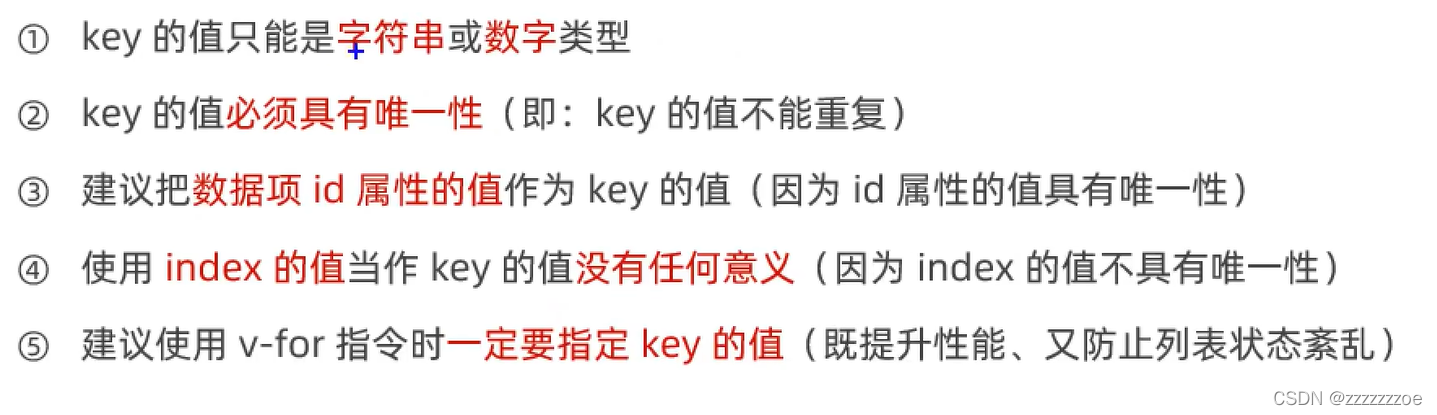 ① key 的值只能是字符串或数字类型
② key 的值必须具有唯一性（即：key 的值不能重复）
③ 建议把数据项 id 属性的值作为 key 的值（因为 id 属性的值具有唯一性）
④ 使用 index 的值当作 key 的值没有任何意义（因为 index 的值不具有唯一性）
⑤ 建议使用 v-for 指令时一定要指定 key 的值（既提升性能、又防止列表状态紊乱）
CSDN @zzzzzzzoe